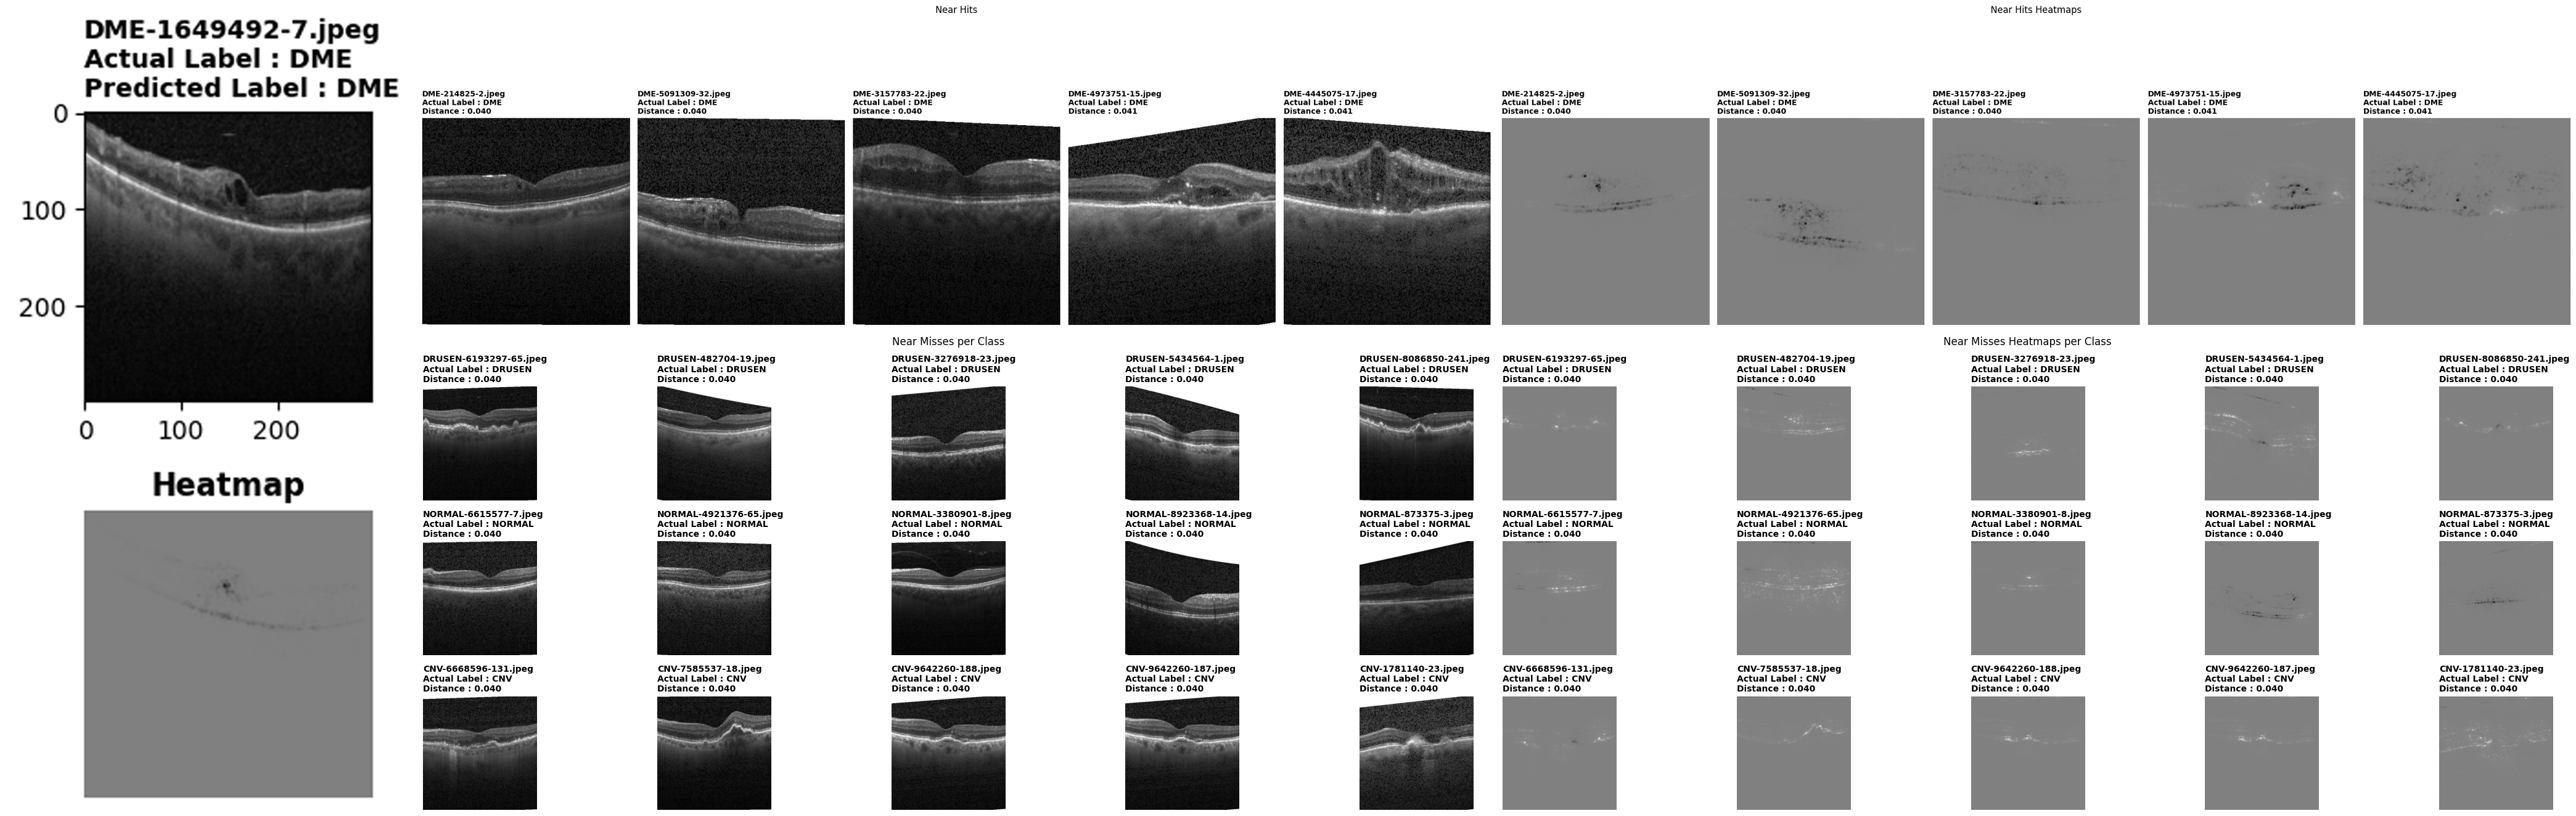 DME-1649492-7.jpeg
Actual Label : DME
Predicted Label : DME
0
100
200
0 100 200
Heatmap
Near Hits
DME-214825-2.jpeg
Actual Label : DME
Distance : 0.040
DME-5091309-32.jpeg
Actual Label : DME
Distance : 0.040
DME-3157783-22.jpeg
Actual Label : DME
Distance : 0.040
DME-4973751-15.jpeg
Actual Label : DME
Distance : 0.041
DME-4445075-17.jpeg
Actual Label : DME
Distance : 0.041
Near Hits Heatmaps
DME-214825-2.jpeg
Actual Label : DME
Distance : 0.040
DME-5091309-32.jpeg
Actual Label : DME
Distance : 0.040
DME-3157783-22.jpeg
Actual Label : DME
Distance : 0.040
DME-4973751-15.jpeg
Actual Label : DME
Distance : 0.041
DME-4445075-17.jpeg
Actual Label : DME
Distance : 0.041
Near Misses per Class
DRUSEN-6193297-65.jpeg
Actual Label : DRUSEN
Distance : 0.040
DRUSEN-482704-19.jpeg
Actual Label : DRUSEN
Distance : 0.040
DRUSEN-3276918-23.jpeg
Actual Label : DRUSEN
Distance : 0.040
DRUSEN-5434564-1.jpeg
Actual Label : DRUSEN
Distance : 0.040
DRUSEN-8086850-241.jpeg
Actual Label : DRUSEN
Distance : 0.040
NORMAL-6615577-7.jpeg
Actual Label : NORMAL
Distance : 0.040
NORMAL-4921376-65.jpeg
Actual Label : NORMAL
Distance : 0.040
NORMAL-3380901-8.jpeg
Actual Label : NORMAL
Distance : 0.040
NORMAL-8923368-14.jpeg
Actual Label : NORMAL
Distance : 0.040
NORMAL-873375-3.jpeg
Actual Label : NORMAL
Distance : 0.040
CNV-6668596-131.jpeg
Actual Label : CNV
Distance : 0.040
CNV-7585537-18.jpeg
Actual Label : CNV
Distance : 0.040
CNV-9642260-188.jpeg
Actual Label : CNV
Distance : 0.040
CNV-9642260-187.jpeg
Actual Label : CNV
Distance : 0.040
CNV-1781140-23.jpeg
Actual Label : CNV
Distance : 0.040
Near Misses Heatmaps per Class
DRUSEN-6193297-65.jpeg
Actual Label : DRUSEN
Distance : 0.040
DRUSEN-482704-19.jpeg
Actual Label : DRUSEN
Distance : 0.040
DRUSEN-3276918-23.jpeg
Actual Label : DRUSEN
Distance : 0.040
DRUSEN-5434564-1.jpeg
Actual Label : DRUSEN
Distance : 0.040
DRUSEN-8086850-241.jpeg
Actual Label : DRUSEN
Distance : 0.040
NORMAL-6615577-7.jpeg
Actual Label : NORMAL
Distance : 0.040
NORMAL-4921376-65.jpeg
Actual Label : NORMAL
Distance : 0.040
NORMAL-3380901-8.jpeg
Actual Label : NORMAL
Distance : 0.040
NORMAL-8923368-14.jpeg
Actual Label : NORMAL
Distance : 0.040
NORMAL-873375-3.jpeg
Actual Label : NORMAL
Distance : 0.040
CNV-6668596-131.jpeg
Actual Label : CNV
Distance : 0.040
CNV-7585537-18.jpeg
Actual Label : CNV
Distance : 0.040
CNV-9642260-188.jpeg
Actual Label : CNV
Distance : 0.040
CNV-9642260-187.jpeg
Actual Label : CNV
Distance : 0.040
CNV-1781140-23.jpeg
Actual Label : CNV
Distance : 0.040